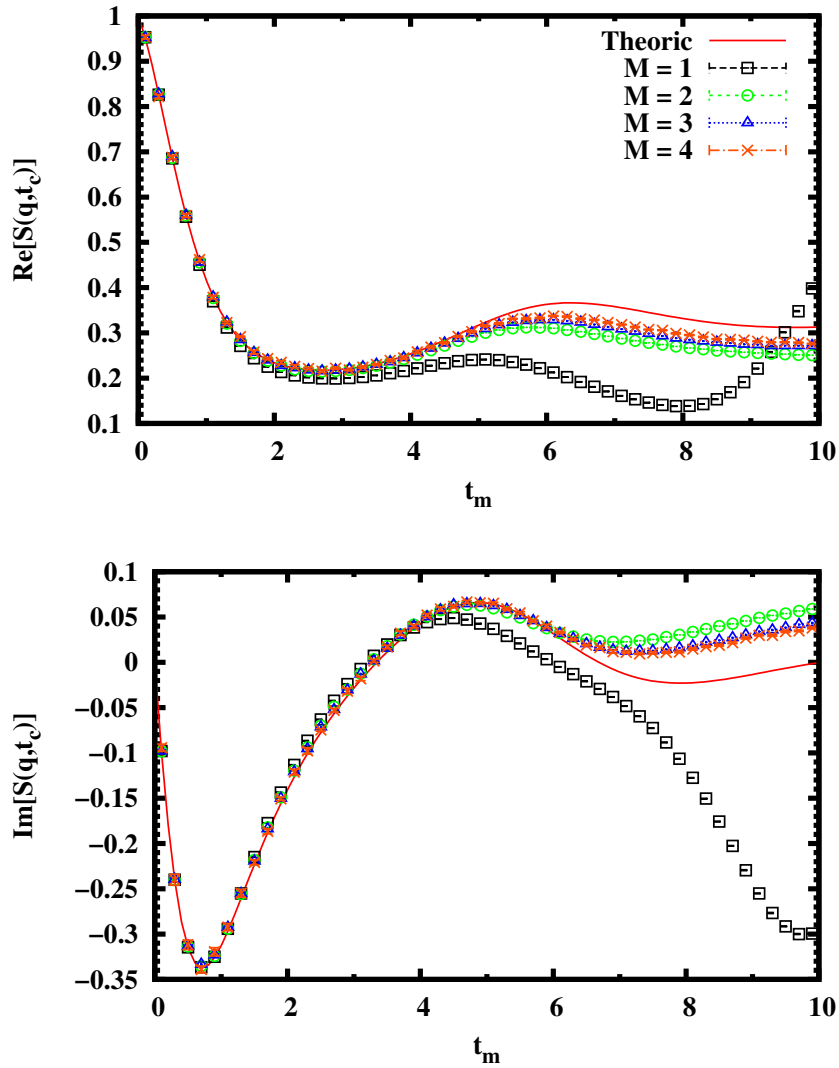 1
0.9
0.8
0.7
0.6
0.5
0.4
0.3
0.2
0.1
Re[S(q,t_c)]
Theoric
M = 1
M = 2
M = 3
M = 4
0 2 4 6 8 10
t_m
0.1
0.05
0
−0.05
−0.1
−0.15
−0.2
−0.25
−0.3
−0.35
Im[S(q,t_c)]
0 2 4 6 8 10
t_m